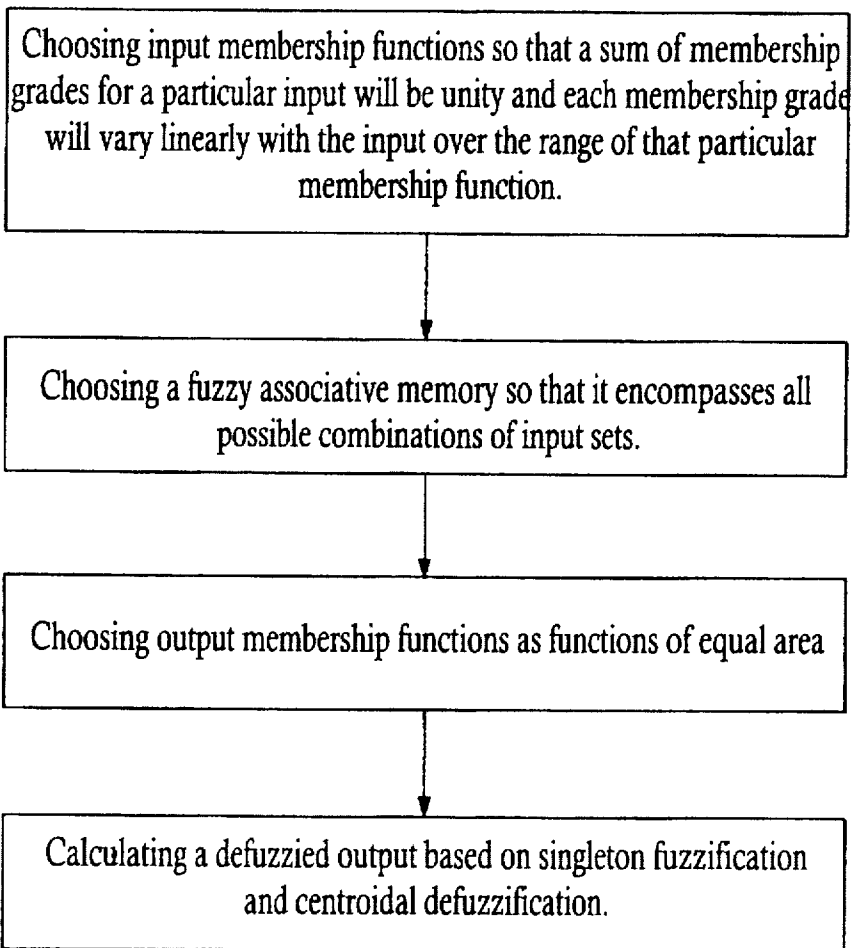 Choosing input membership functions so that a sum of membership
grades for a particular input will be unity and each membership grade
will vary linearly with the input over the range of that particular
membership function.
Choosing a fuzzy associative memory so that it encompasses all
possible combinations of input sets.
Choosing output membership functions as functions of equal area
Calculating a defuzzied output based on singleton fuzzification
and centroidal defuzzification.